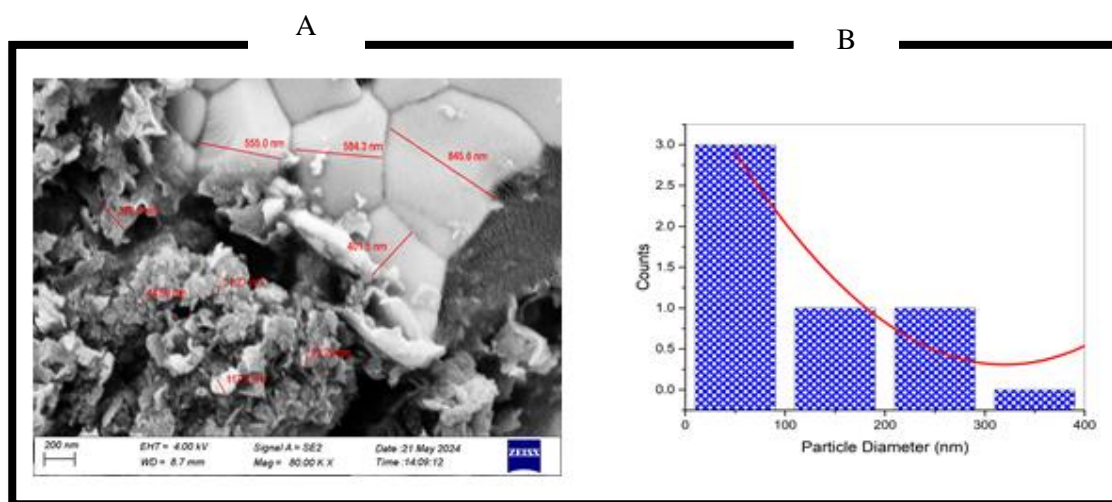 A
B
555.0 nm
584.3 nm
845.6 nm
401.5 nm
200 nm
EHT = 4.00 kV
WD = 8.7 mm
Signal A = SE2
Mag = 80.00 K X
Date :21 May 2024
Time :14:09:12
ZEISS
3.0
2.5
2.0
1.5
1.0
0.5
0.0
Counts
0
100
200
300
400
Particle Diameter (nm)